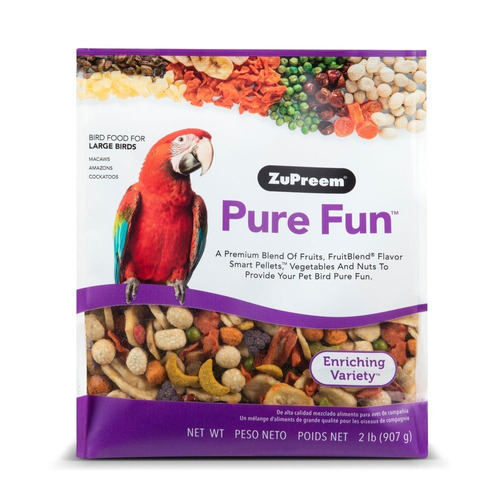 BIRD FOOD FOR
LARGE BIRDS
MACAWS
AMAZONS
COCKATOOS
ZuPreem®
Pure Fun™
A Premium Blend Of Fruits, FruitBlend® Flavor
Smart Pellets,™ Vegetables And Nuts To
Provide Your Pet Bird Pure Fun.
Enriching
Variety™
De alta calidad mezclado alimento para aves de compañía
Un mélange d'aliments de grande qualité pour les oiseaux de compagnie
NET WT PESO NETO POIDS NET 2 lb (907 g)